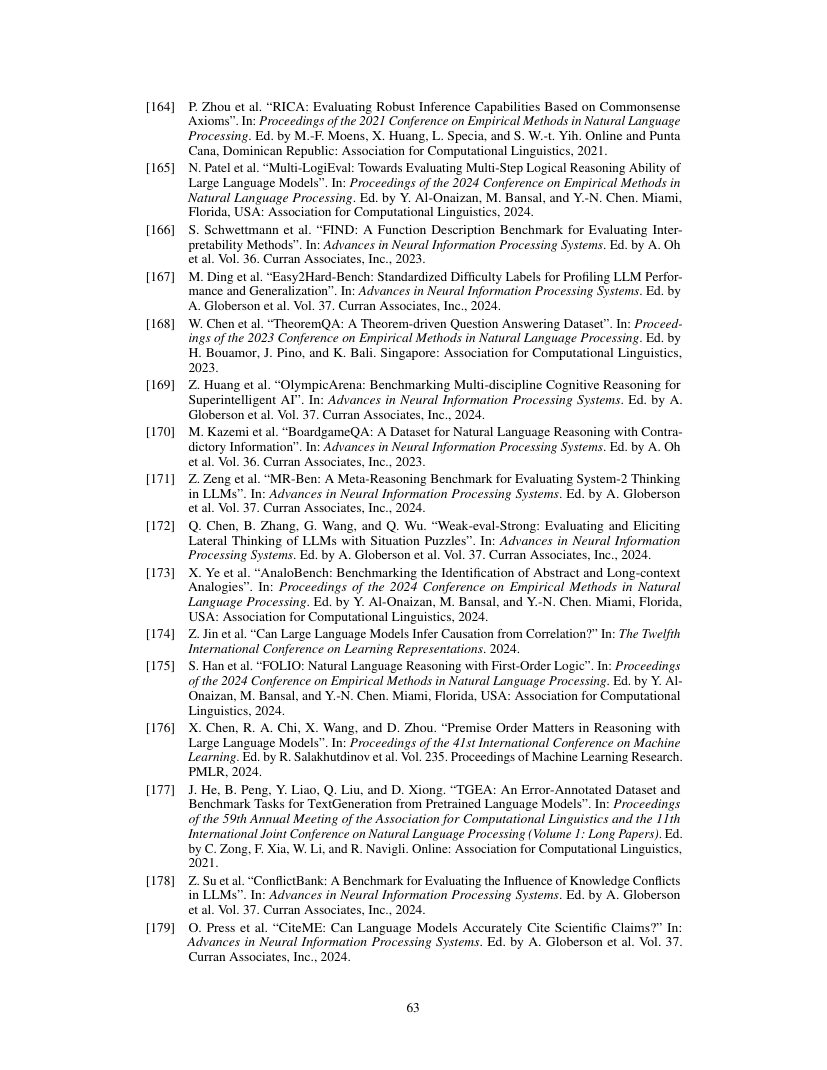 [164] P. Zhou et al. “RICA: Evaluating Robust Inference Capabilities Based on Commonsense
Axioms”. In: Proceedings of the 2021 Conference on Empirical Methods in Natural Language
Processing. Ed. by M.-F. Moens, X. Huang, L. Specia, and S. W.-t. Yih. Online and Punta
Cana, Dominican Republic: Association for Computational Linguistics, 2021.
[165] N. Patel et al. “Multi-LogiEval: Towards Evaluating Multi-Step Logical Reasoning Ability of
Large Language Models”. In: Proceedings of the 2024 Conference on Empirical Methods in
Natural Language Processing. Ed. by Y. Al-Onaizan, M. Bansal, and Y.-N. Chen. Miami,
Florida, USA: Association for Computational Linguistics, 2024.
[166] S. Schwettmann et al. “FIND: A Function Description Benchmark for Evaluating Inter-
pretability Methods”. In: Advances in Neural Information Processing Systems. Ed. by A. Oh
et al. Vol. 36. Curran Associates, Inc., 2023.
[167] M. Ding et al. “Easy2Hard-Bench: Standardized Difficulty Labels for Profiling LLM Perfor-
mance and Generalization”. In: Advances in Neural Information Processing Systems. Ed. by
A. Globerson et al. Vol. 37. Curran Associates, Inc., 2024.
[168] W. Chen et al. “TheoremQA: A Theorem-driven Question Answering Dataset”. In: Proceed-
ings of the 2023 Conference on Empirical Methods in Natural Language Processing. Ed. by
H. Bouamor, J. Pino, and K. Bali. Singapore: Association for Computational Linguistics,
2023.
[169] Z. Huang et al. “OlympicArena: Benchmarking Multi-discipline Cognitive Reasoning for
Superintelligent AI”. In: Advances in Neural Information Processing Systems. Ed. by A.
Globerson et al. Vol. 37. Curran Associates, Inc., 2024.
[170] M. Kazemi et al. “BoardgameQA: A Dataset for Natural Language Reasoning with Contra-
dictory Information”. In: Advances in Neural Information Processing Systems. Ed. by A. Oh
et al. Vol. 36. Curran Associates, Inc., 2023.
[171] Z. Zeng et al. “MR-Ben: A Meta-Reasoning Benchmark for Evaluating System-2 Thinking
in LLMs”. In: Advances in Neural Information Processing Systems. Ed. by A. Globerson
et al. Vol. 37. Curran Associates, Inc., 2024.
[172] Q. Chen, B. Zhang, G. Wang, and Q. Wu. “Weak-eval-Strong: Evaluating and Eliciting
Lateral Thinking of LLMs with Situation Puzzles”. In: Advances in Neural Information
Processing Systems. Ed. by A. Globerson et al. Vol. 37. Curran Associates, Inc., 2024.
[173] X. Ye et al. “AnaloBench: Benchmarking the Identification of Abstract and Long-context
Analogies”. In: Proceedings of the 2024 Conference on Empirical Methods in Natural
Language Processing. Ed. by Y. Al-Onaizan, M. Bansal, and Y.-N. Chen. Miami, Florida,
USA: Association for Computational Linguistics, 2024.
[174] Z. Jin et al. “Can Large Language Models Infer Causation from Correlation?” In: The Twelfth
International Conference on Learning Representations. 2024.
[175] S. Han et al. “FOLIO: Natural Language Reasoning with First-Order Logic”. In: Proceedings
of the 2024 Conference on Empirical Methods in Natural Language Processing. Ed. by Y. Al-
Onaizan, M. Bansal, and Y.-N. Chen. Miami, Florida, USA: Association for Computational
Linguistics, 2024.
[176] X. Chen, R. A. Chi, X. Wang, and D. Zhou. “Premise Order Matters in Reasoning with
Large Language Models”. In: Proceedings of the 41st International Conference on Machine
Learning. Ed. by R. Salakhutdinov et al. Vol. 235. Proceedings of Machine Learning Research.
PMLR, 2024.
[177] J. He, B. Peng, Y. Liao, Q. Liu, and D. Xiong. “TGEA: An Error-Annotated Dataset and
Benchmark Tasks for TextGeneration from Pretrained Language Models”. In: Proceedings
of the 59th Annual Meeting of the Association for Computational Linguistics and the 11th
International Joint Conference on Natural Language Processing (Volume 1: Long Papers). Ed.
by C. Zong, F. Xia, W. Li, and R. Navigli. Online: Association for Computational Linguistics,
2021.
[178] Z. Su et al. “ConflictBank: A Benchmark for Evaluating the Influence of Knowledge Conflicts
in LLMs”. In: Advances in Neural Information Processing Systems. Ed. by A. Globerson
et al. Vol. 37. Curran Associates, Inc., 2024.
[179] O. Press et al. “CiteME: Can Language Models Accurately Cite Scientific Claims?” In:
Advances in Neural Information Processing Systems. Ed. by A. Globerson et al. Vol. 37.
Curran Associates, Inc., 2024.
63